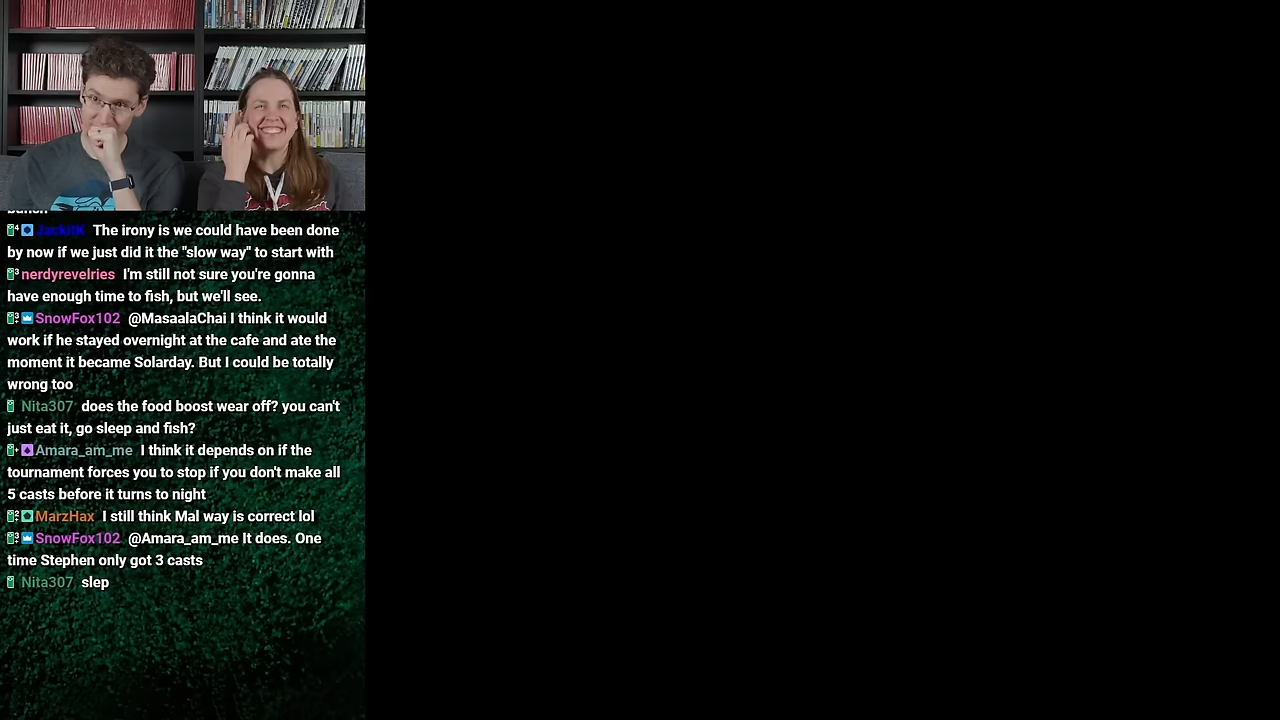 JackIIK The irony is we could have been done
by now if we just did it the "slow way" to start with
nerdyrevelries I'm still not sure you're gonna
have enough time to fish, but we'll see.
SnowFox102 @MasaalaChai I think it would
work if he stayed overnight at the cafe and ate the
moment it became Solarday. But I could be totally
wrong too
Nita307 does the food boost wear off? you can't
just eat it, go sleep and fish?
Amara_am_me I think it depends on if the
tournament forces you to stop if you don't make all
5 casts before it turns to night
MarzHax I still think Mal way is correct lol
SnowFox102 @Amara_am_me It does. One
time Stephen only got 3 casts
Nita307 slep